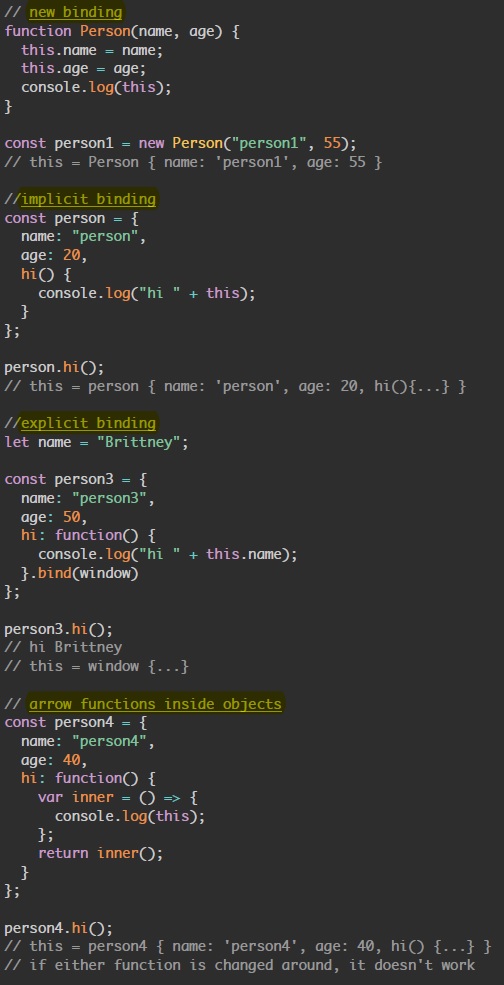 // new binding
function Person(name, age) {
  this.name = name;
  this.age = age;
  console.log(this);
}

const person1 = new Person("person1", 55);
// this = Person { name: 'person1', age: 55 }

//implicit binding
const person = {
  name: "person",
  age: 20,
  hi() {
    console.log("hi " + this);
  }
};

person.hi();
// this = person { name: 'person', age: 20, hi(){...} }

//explicit binding
let name = "Brittney";

const person3 = {
  name: "person3",
  age: 50,
  hi: function() {
    console.log("hi " + this.name);
  }.bind(window)
};

person3.hi();
// hi Brittney
// this = window {...}

// arrow functions inside objects
const person4 = {
  name: "person4",
  age: 40,
  hi: function() {
    var inner = () => {
      console.log(this);
    };
    return inner();
  }
};

person4.hi();
// this = person4 { name: 'person4', age: 40, hi() {...} }
// if either function is changed around, it doesn't work